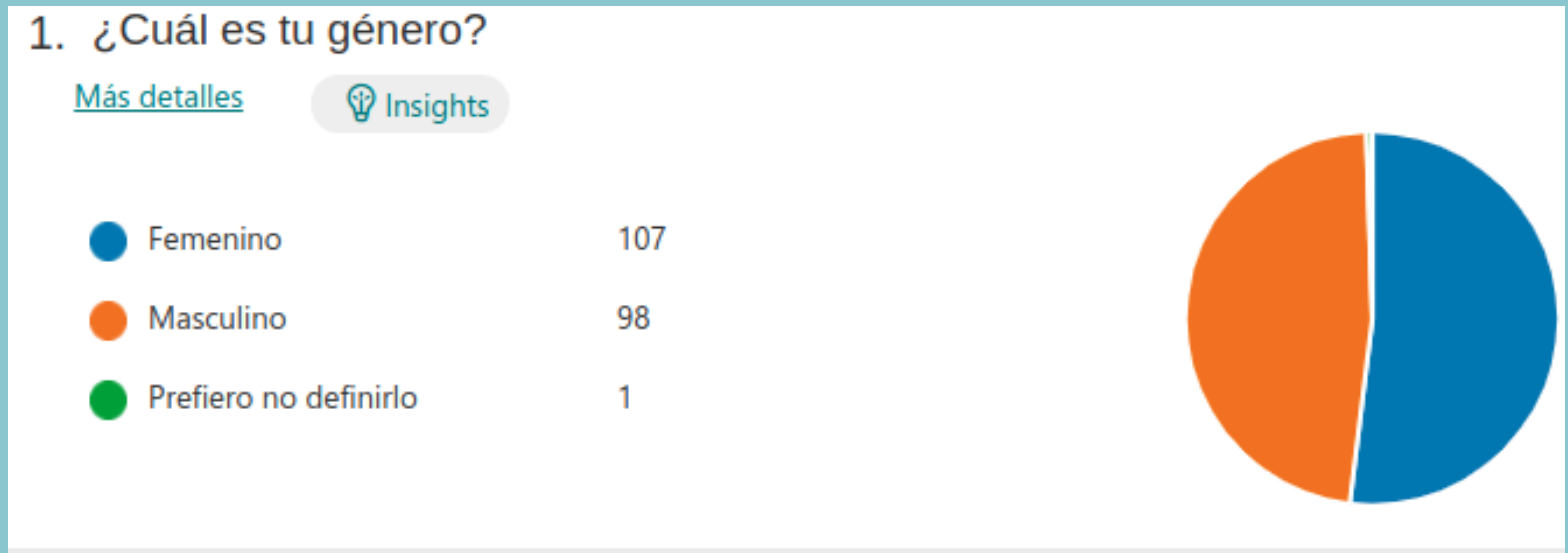 1. ¿Cuál es tu género?
Más detalles Insights
Femenino 107
Masculino 98
Prefiero no definirlo 1